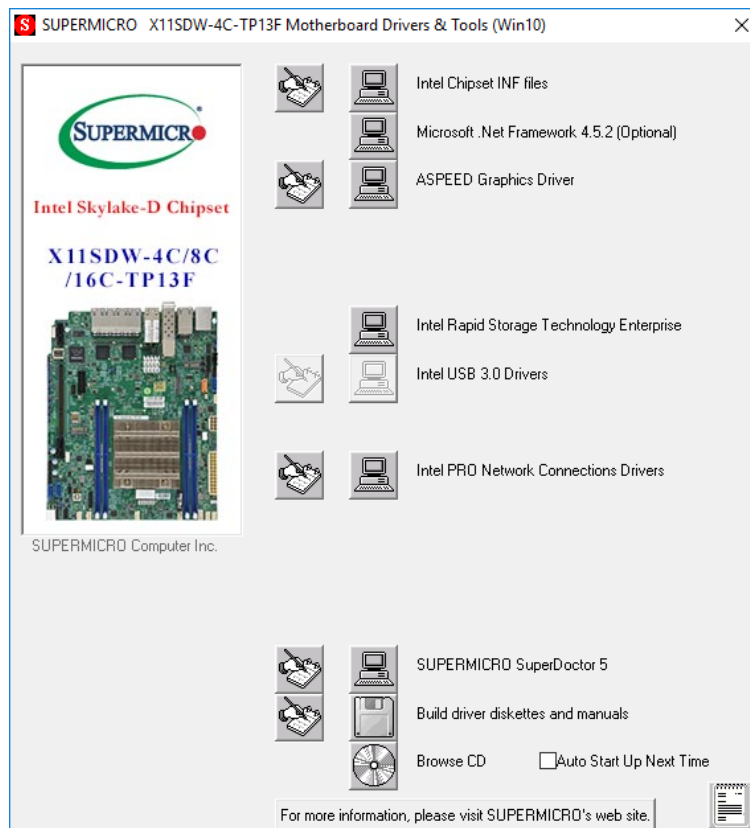 S SUPERMICRO X11SDW-4C-TP13F Motherboard Drivers & Tools (Win10)
SUPERMICR
Intel Skylake-D Chipset
X11SDW-4C/8C
/16C-TP13F
SUPERMICRO Computer Inc.
Intel Chipset INF files
Microsoft .Net Framework 4.5.2 (Optional)
ASPEED Graphics Driver
Intel Rapid Storage Technology Enterprise
Intel USB 3.0 Drivers
Intel PRO Network Connections Drivers
SUPERMICRO SuperDoctor 5
Build driver diskettes and manuals
Browse CD Auto Start Up Next Time
For more information, please visit SUPERMICRO's web site.